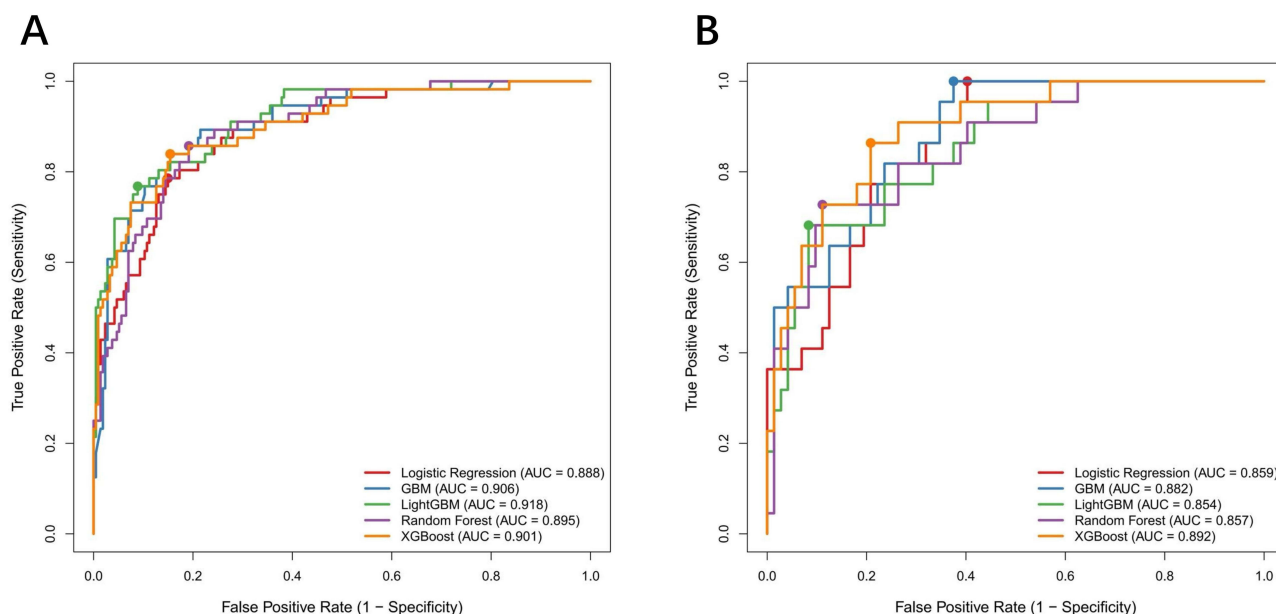 A
True Positive Rate (Sensitivity)
1.0
0.8
0.6
0.4
0.2
0.0
Logistic Regression (AUC = 0.888)
GBM (AUC = 0.906)
LightGBM (AUC = 0.918)
Random Forest (AUC = 0.895)
XGBoost (AUC = 0.901)
0.0 0.2 0.4 0.6 0.8 1.0
False Positive Rate (1 − Specificity)
B
True Positive Rate (Sensitivity)
1.0
0.8
0.6
0.4
0.2
0.0
Logistic Regression (AUC = 0.859)
GBM (AUC = 0.882)
LightGBM (AUC = 0.854)
Random Forest (AUC = 0.857)
XGBoost (AUC = 0.892)
0.0 0.2 0.4 0.6 0.8 1.0
False Positive Rate (1 − Specificity)